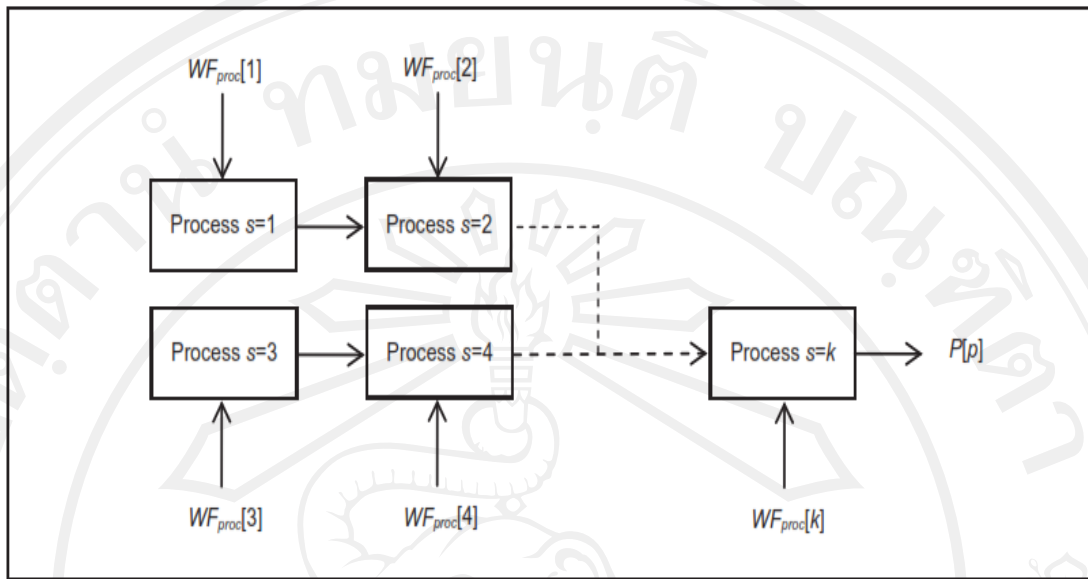 WFproc[1] WFproc[2]
Process s=1 Process s=2
Process s=3 Process s=4 Process s=k P[p]
WFproc[3] WFproc[4] WFproc[k]